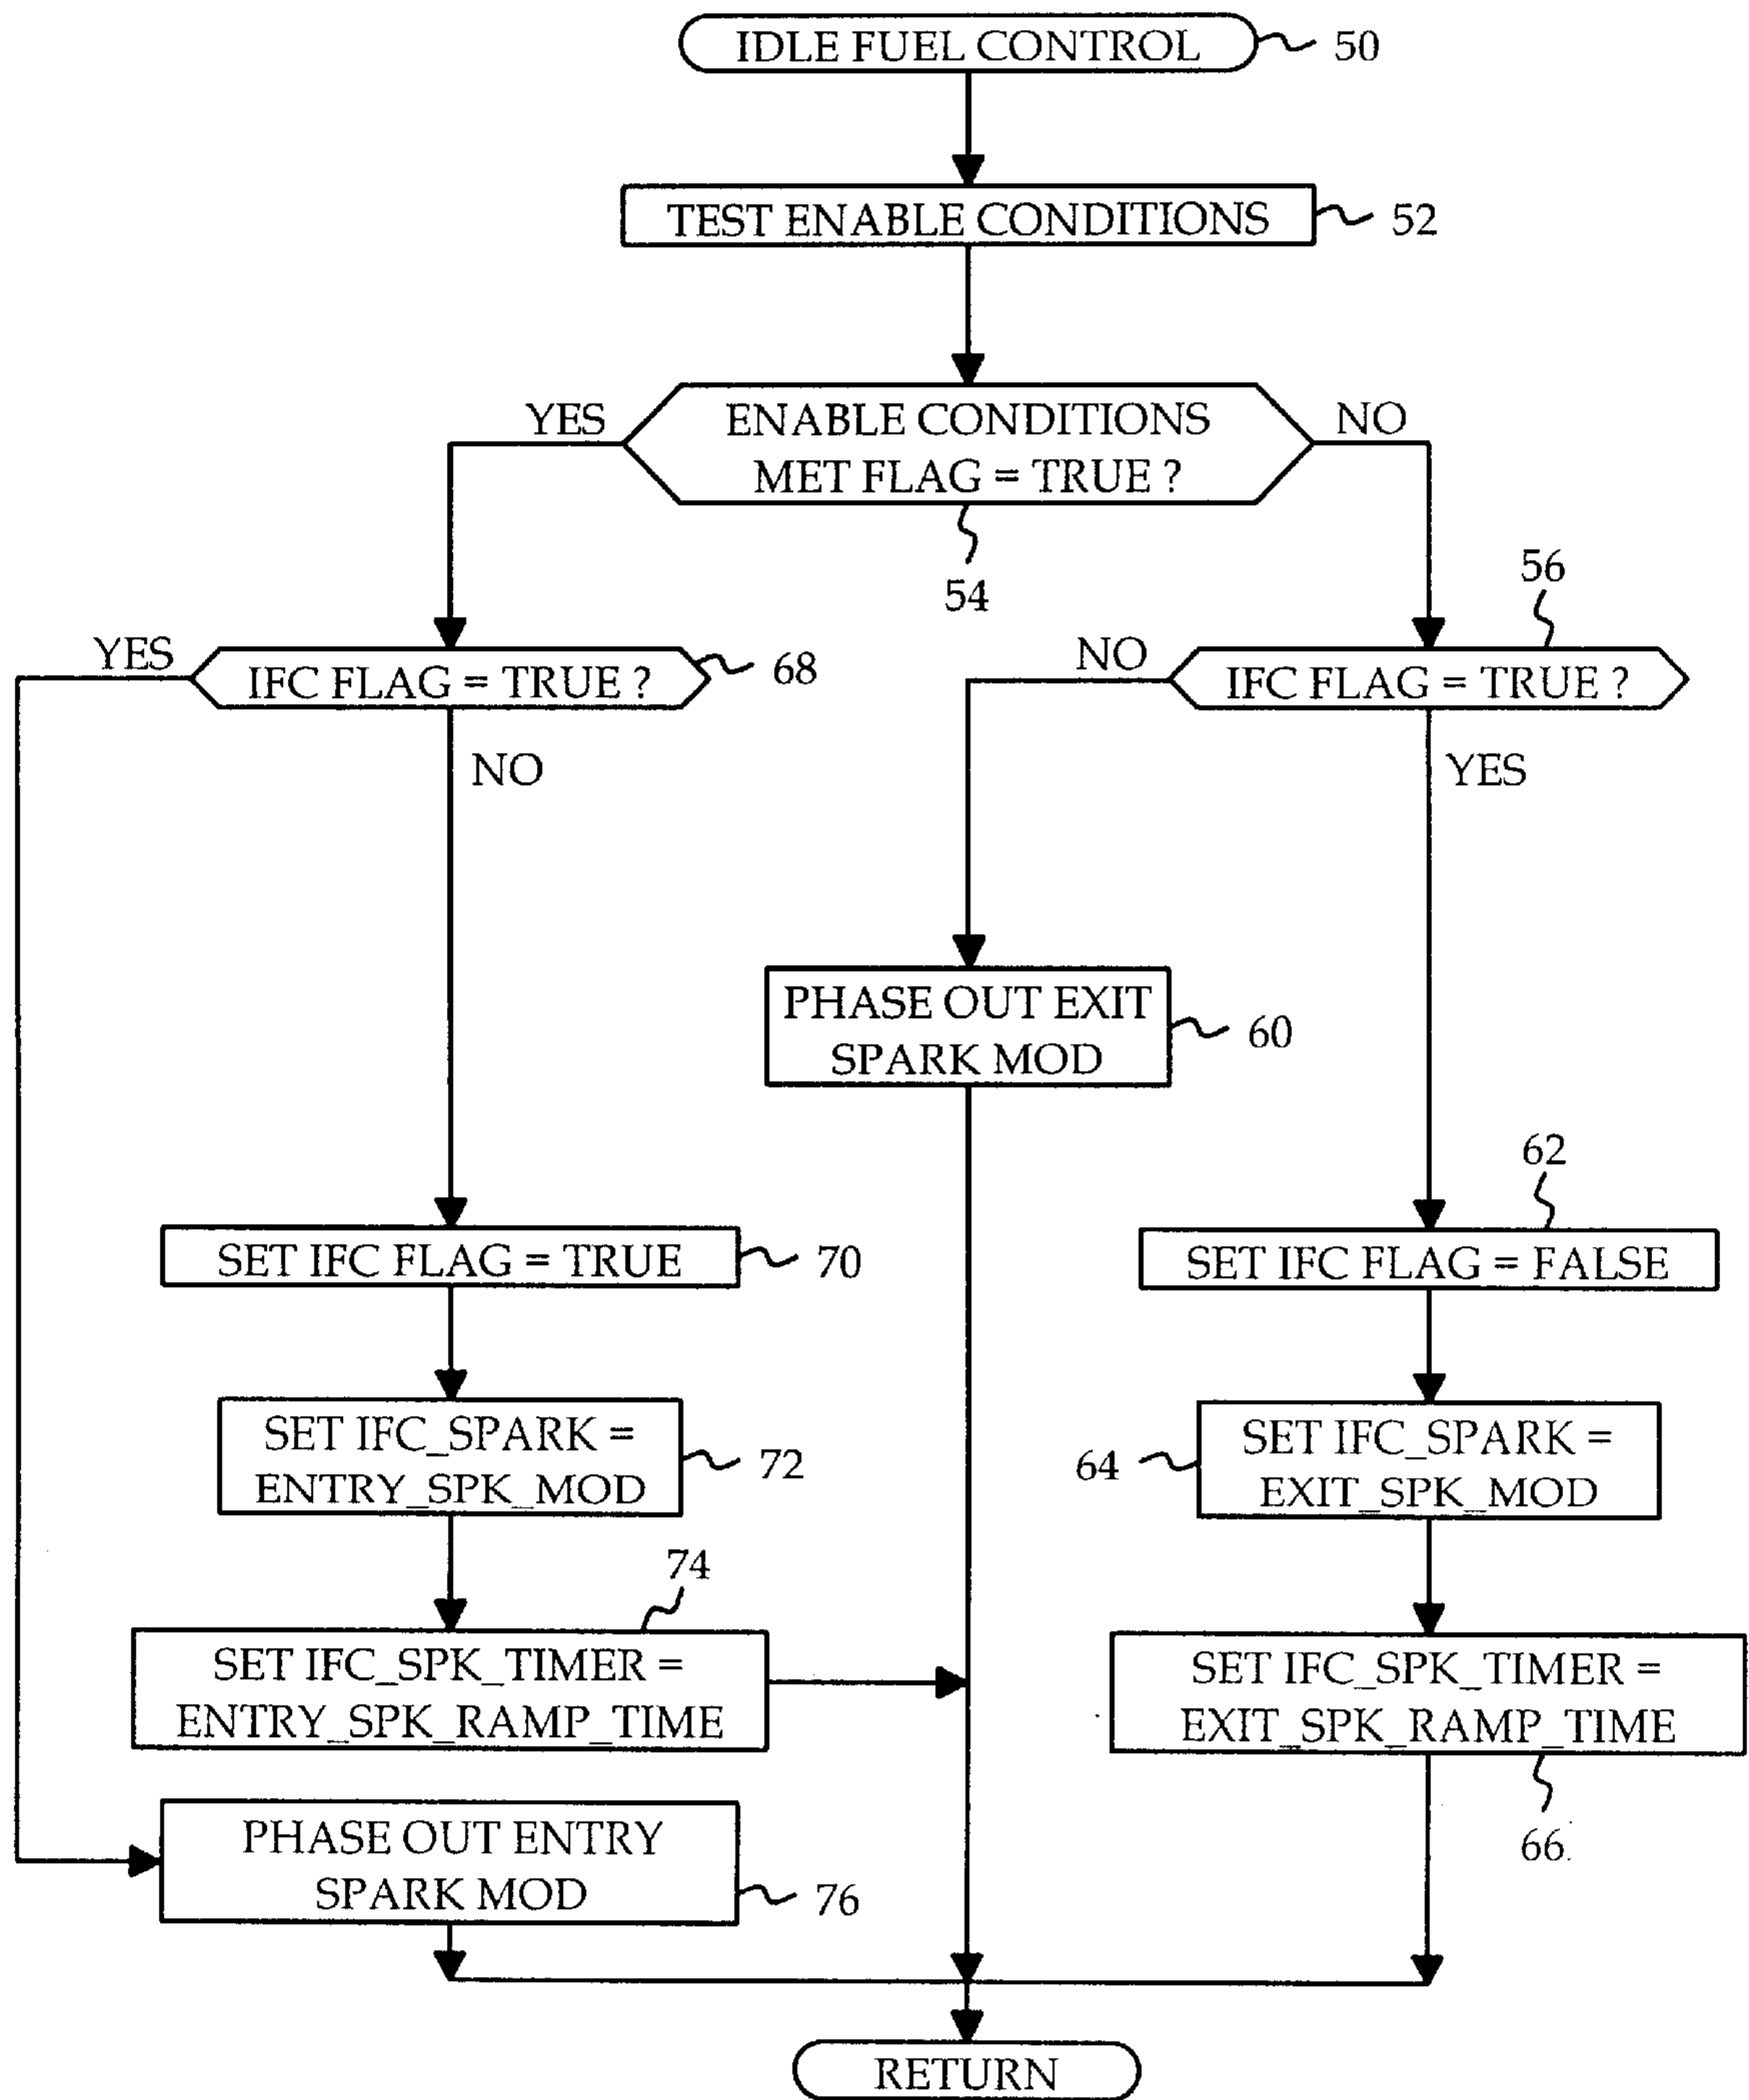 IDLE FUEL CONTROL
50
TEST ENABLE CONDITIONS
52
YES
ENABLE CONDITIONS
MET FLAG = TRUE ?
NO
54
56
YES
IFC FLAG = TRUE ?
68
NO
IFC FLAG = TRUE ?
NO
YES
PHASE OUT EXIT
SPARK MOD
60
62
SET IFC FLAG = TRUE
70
SET IFC FLAG = FALSE
SET IFC_SPARK =
ENTRY_SPK_MOD
72
64
SET IFC_SPARK =
EXIT_SPK_MOD
74
SET IFC_SPK_TIMER =
ENTRY_SPK_RAMP_TIME
SET IFC_SPK_TIMER =
EXIT_SPK_RAMP_TIME
66
PHASE OUT ENTRY
SPARK MOD
76
RETURN